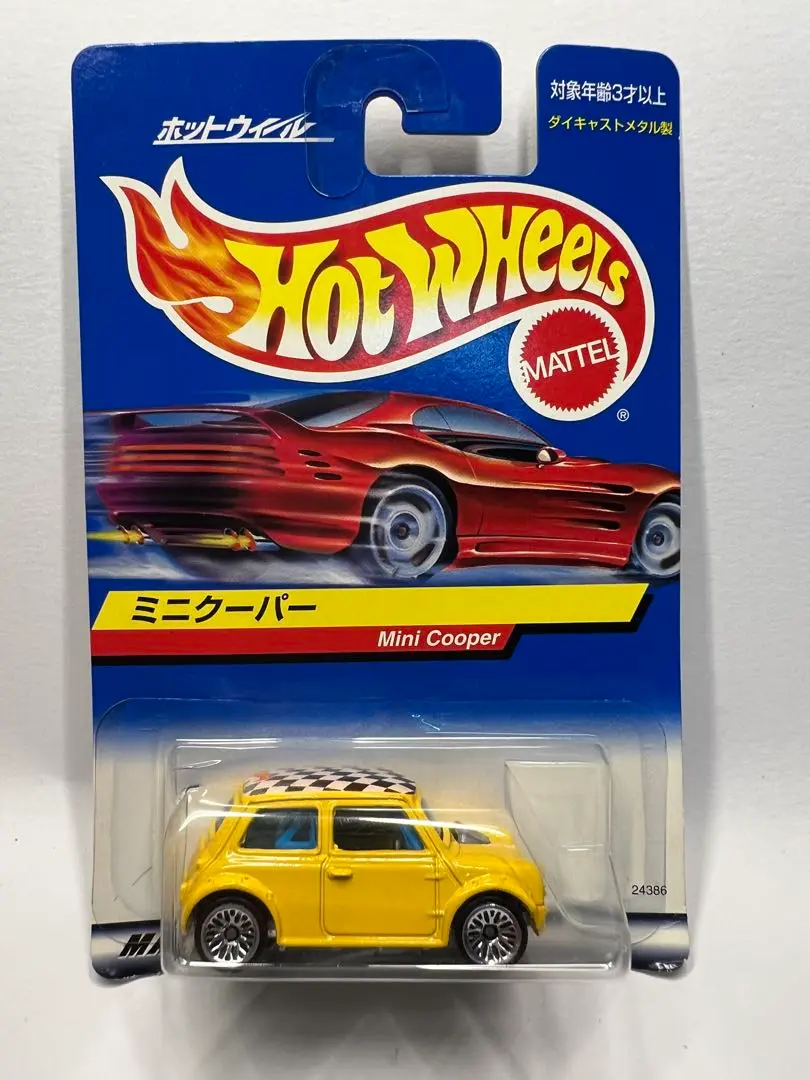 対象年齢3才以上
ダイキャストメタル製
ホットウィール
HOT WHEELS
MATTEL
®
ミニクーパー
Mini Cooper
24386